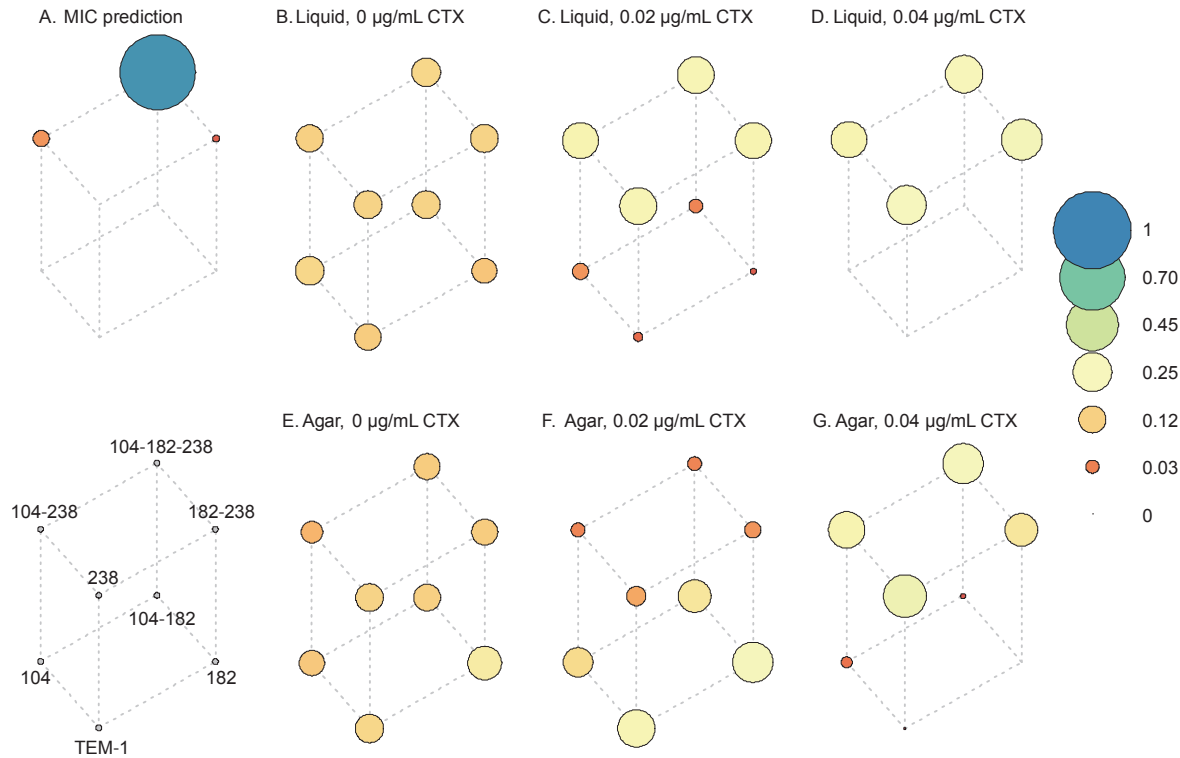 A. MIC prediction
B. Liquid, 0 µg/mL CTX
C. Liquid, 0.02 µg/mL CTX
D. Liquid, 0.04 µg/mL CTX
1
0.70
0.45
0.25
0.12
0.03
0
104-182-238
104-238
182-238
238
104-182
104
182
TEM-1
E. Agar, 0 µg/mL CTX
F. Agar, 0.02 µg/mL CTX
G. Agar, 0.04 µg/mL CTX